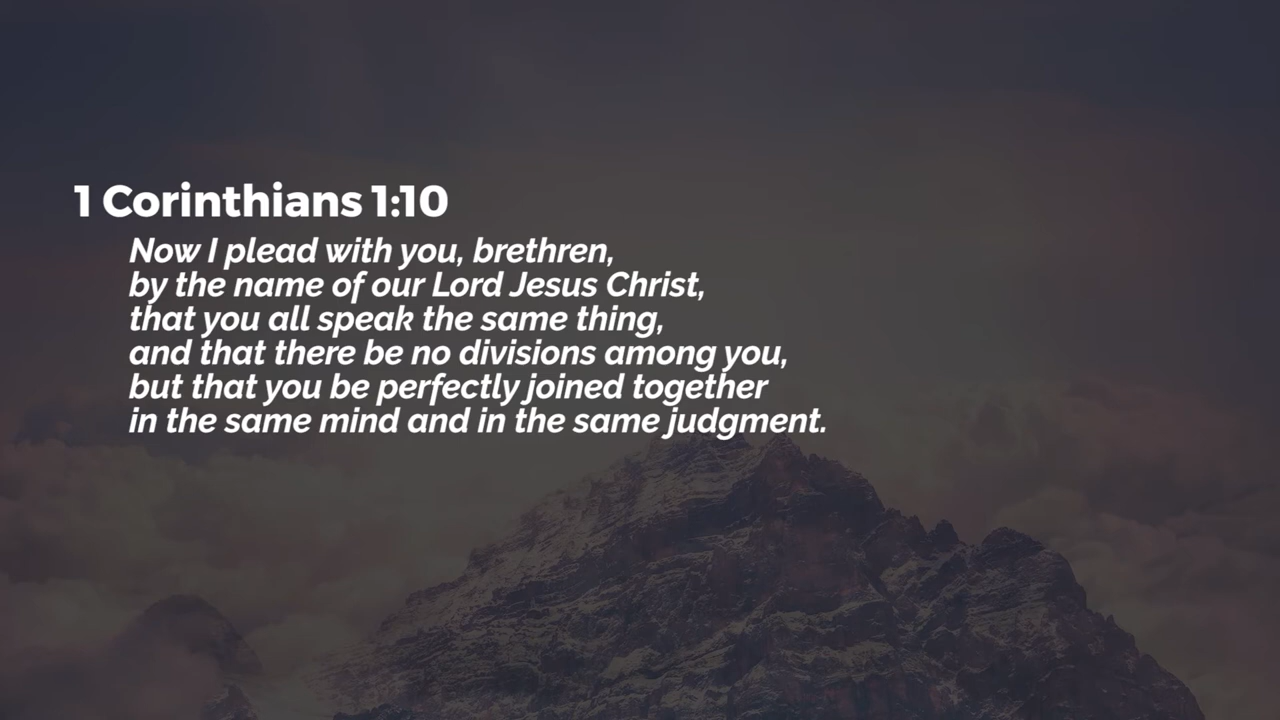 1 Corinthians 1:10
Now I plead with you, brethren,
by the name of our Lord Jesus Christ,
that you all speak the same thing,
and that there be no divisions among you,
but that you be perfectly joined together
in the same mind and in the same judgment.